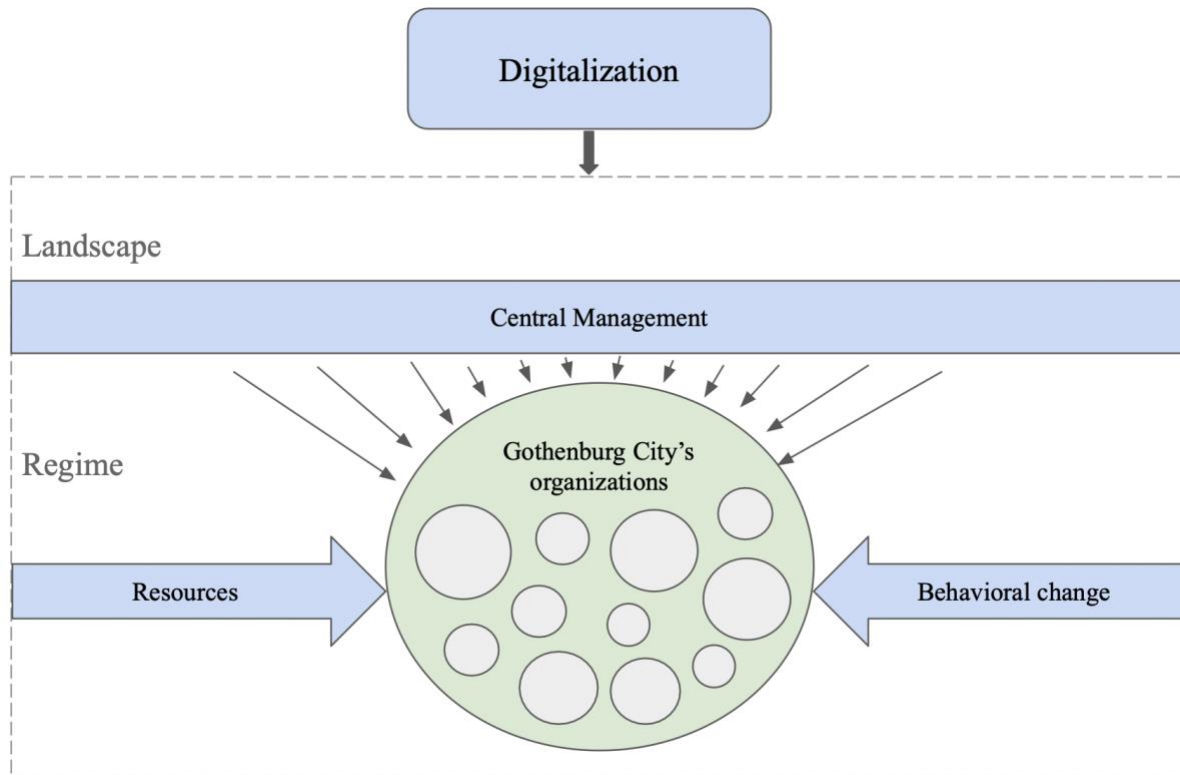 Digitalization
Landscape
Central Management
Regime
Gothenburg City’s
organizations
Resources
Behavioral change